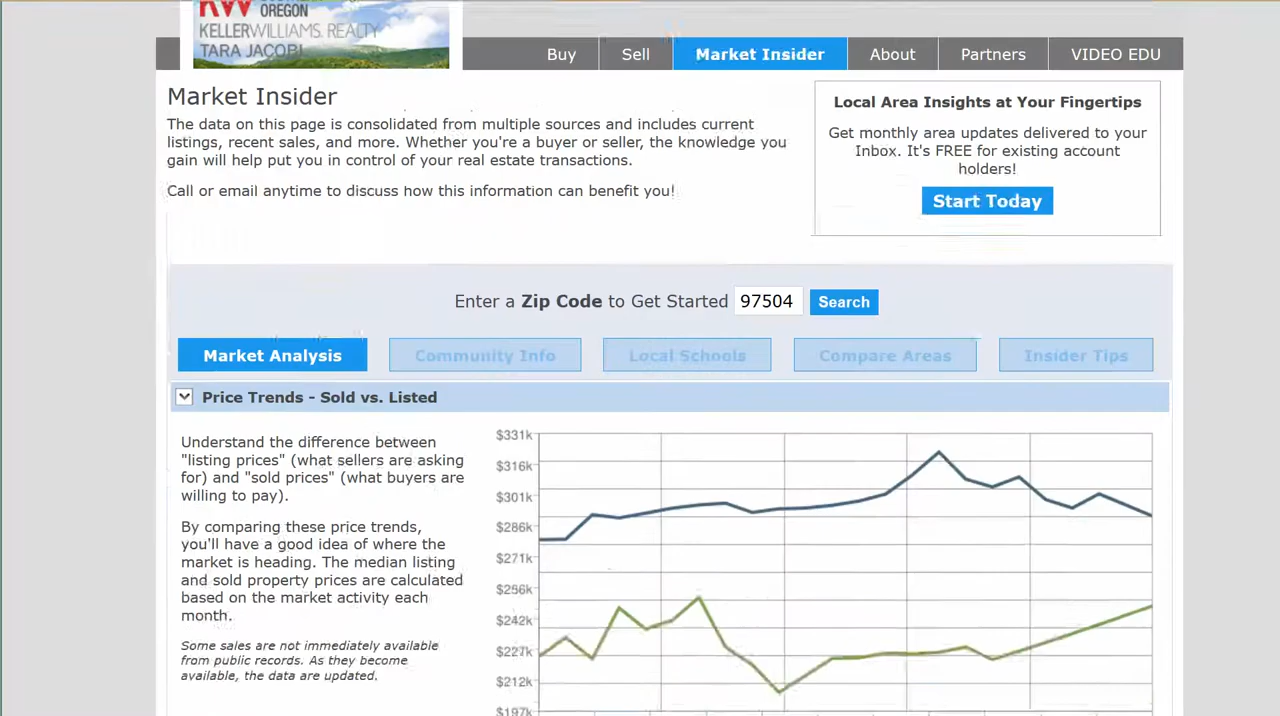 KW
OREGON
KELLERWILLIAMS. REALTY
TARA JACOBI
Buy
Sell
Market Insider
About
Partners
VIDEO EDU
Market Insider
The data on this page is consolidated from multiple sources and includes current
listings, recent sales, and more. Whether you're a buyer or seller, the knowledge you
gain will help put you in control of your real estate transactions.
Call or email anytime to discuss how this information can benefit you!
Local Area Insights at Your Fingertips
Get monthly area updates delivered to your
Inbox. It's FREE for existing account
holders!
Start Today
Enter a Zip Code to Get Started 97504 Search
Market Analysis
Community Info
Local Schools
Compare Areas
Insider Tips
Price Trends - Sold vs. Listed
Understand the difference between
"listing prices" (what sellers are asking
for) and "sold prices" (what buyers are
willing to pay).
By comparing these price trends,
you'll have a good idea of where the
market is heading. The median listing
and sold property prices are calculated
based on the market activity each
month.
Some sales are not immediately available
from public records. As they become
available, the data are updated.
$331k
$316k
$301k
$286k
$271k
$256k
$242k
$227k
$212k
$197k